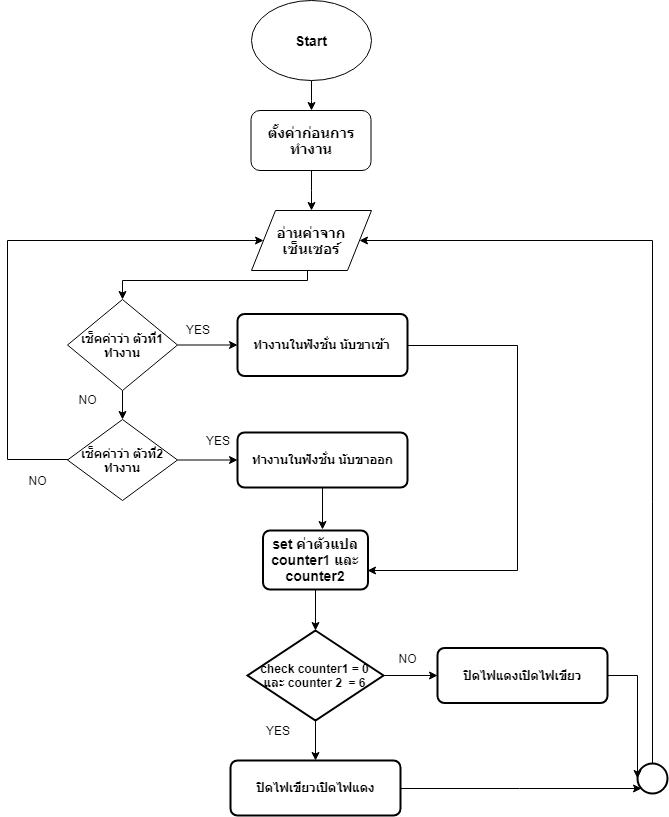 Start
ตั้งค่าก่อนการ
ทำงาน
อ่านค่าจาก
เซ็นเซอร์
เช็คค่าว่า ตัวที่1
ทำงาน
YES
ทำงานในฟังชั่น นับขาเข้า
NO
เช็คค่าว่า ตัวที่2
ทำงาน
YES
ทำงานในฟังชั่น นับขาออก
NO
set ค่าตัวแปล
counter1 และ
counter2
check counter1 = 0
และ counter 2 = 6
NO
ปิดไฟแดงเปิดไฟเขียว
YES
ปิดไฟเขียวเปิดไฟแดง